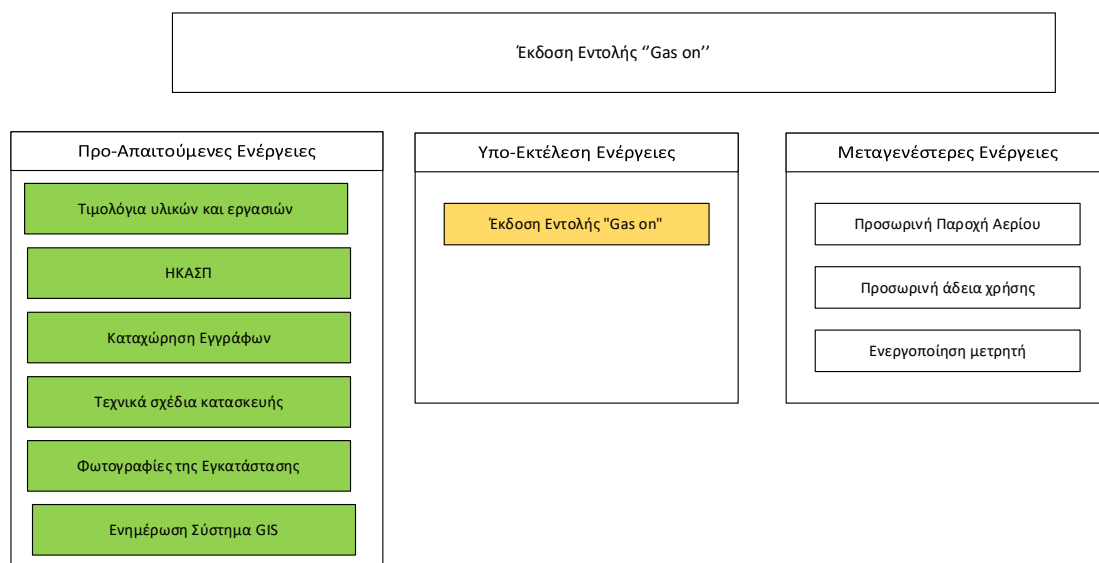 Έκδοση Εντολής ‘’Gas on’’
Προ-Απαιτούμενες Ενέργειες
Τιμολόγια υλικών και εργασιών
ΗΚΑΣΠ
Καταχώρηση Εγγράφων
Τεχνικά σχέδια κατασκευής
Φωτογραφίες της Εγκατάστασης
Ενημέρωση Σύστημα GIS
Υπο-Εκτέλεση Ενέργειες
Έκδοση Εντολής "Gas on"
Μεταγενέστερες Ενέργειες
Προσωρινή Παροχή Αερίου
Προσωρινή άδεια χρήσης
Ενεργοποίηση μετρητή